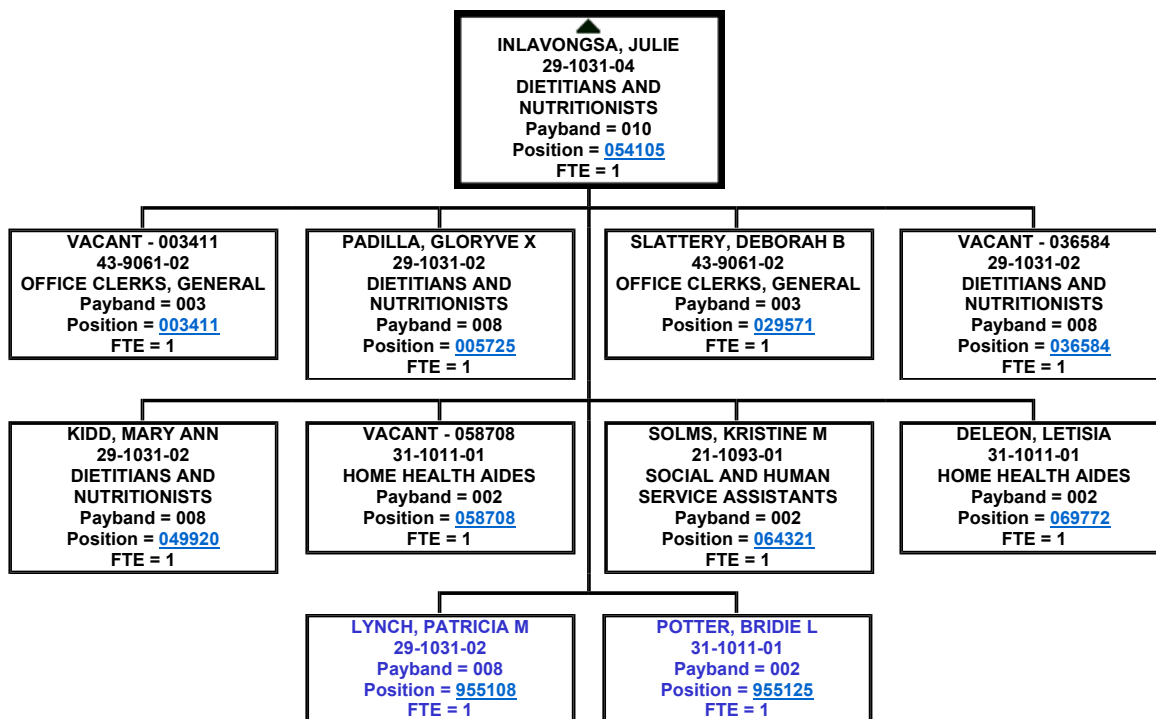 INLAVONGSA, JULIE
29-1031-04
DIETITIANS AND
NUTRITIONISTS
Payband = 010
Position = 054105
FTE = 1
VACANT - 003411
43-9061-02
OFFICE CLERKS, GENERAL
Payband = 003
Position = 003411
FTE = 1
PADILLA, GLORYVE X
29-1031-02
DIETITIANS AND
NUTRITIONISTS
Payband = 008
Position = 005725
FTE = 1
SLATTERY, DEBORAH B
43-9061-02
OFFICE CLERKS, GENERAL
Payband = 003
Position = 029571
FTE = 1
VACANT - 036584
29-1031-02
DIETITIANS AND
NUTRITIONISTS
Payband = 008
Position = 036584
FTE = 1
KIDD, MARY ANN
29-1031-02
DIETITIANS AND
NUTRITIONISTS
Payband = 008
Position = 049920
FTE = 1
VACANT - 058708
31-1011-01
HOME HEALTH AIDES
Payband = 002
Position = 058708
FTE = 1
SOLMS, KRISTINE M
21-1093-01
SOCIAL AND HUMAN
SERVICE ASSISTANTS
Payband = 002
Position = 064321
FTE = 1
DELEON, LETISIA
31-1011-01
HOME HEALTH AIDES
Payband = 002
Position = 069772
FTE = 1
LYNCH, PATRICIA M
29-1031-02
Payband = 008
Position = 955108
FTE = 1
POTTER, BRIDIE L
31-1011-01
Payband = 002
Position = 955125
FTE = 1